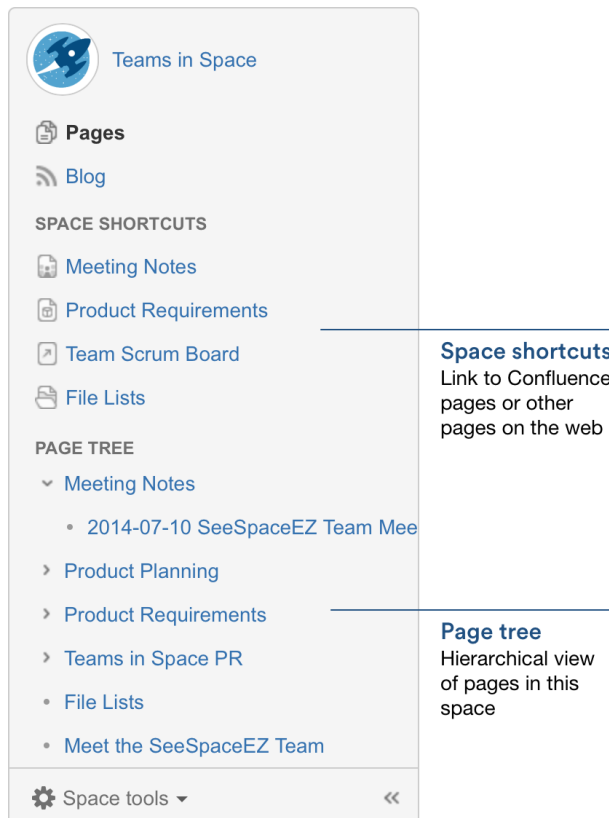 Teams in Space
Pages
Blog
SPACE SHORTCUTS
Meeting Notes
Product Requirements
Team Scrum Board
File Lists
Space shortcuts
Link to Confluence
pages or other
pages on the web
PAGE TREE
Meeting Notes
2014-07-10 SeeSpaceEZ Team Mee
Product Planning
Product Requirements
Teams in Space PR
File Lists
Meet the SeeSpaceEZ Team
Page tree
Hierarchical view
of pages in this
space
Space tools